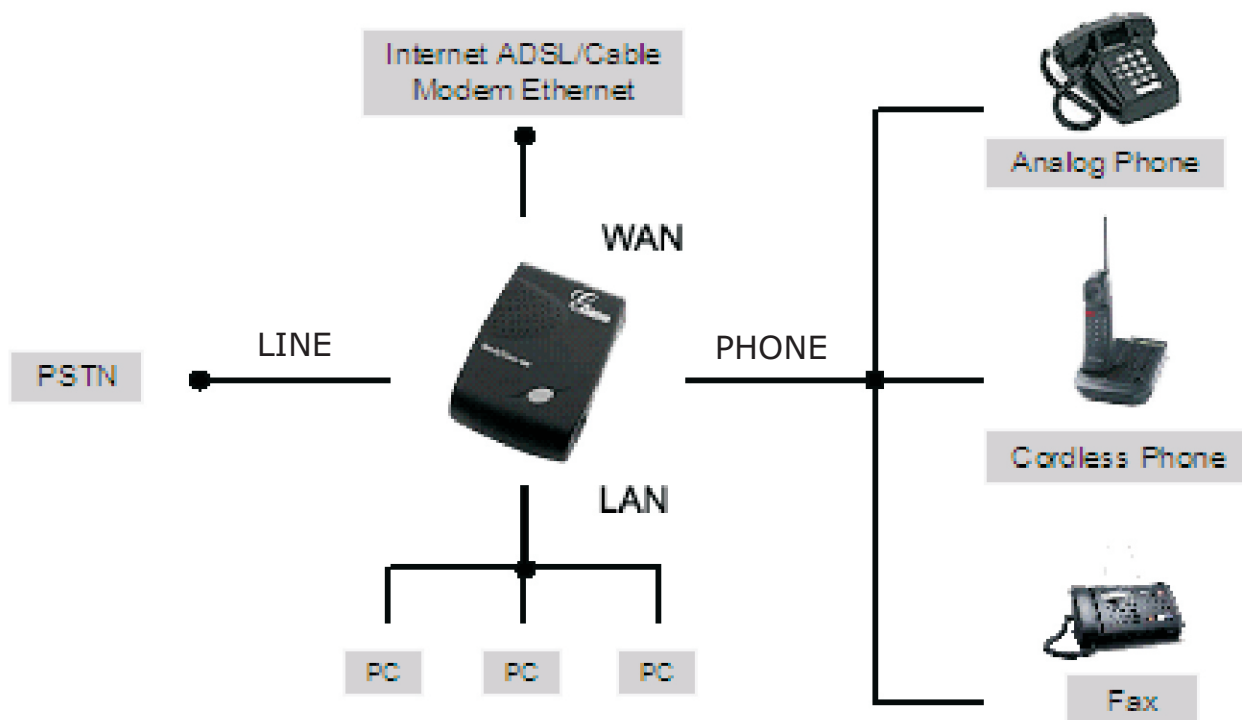 Internet ADSL/Cable
Modem Ethernet
Analog Phone
WAN
LINE
PHONE
PSTN
Cordless Phone
LAN
PC
PC
PC
Fax